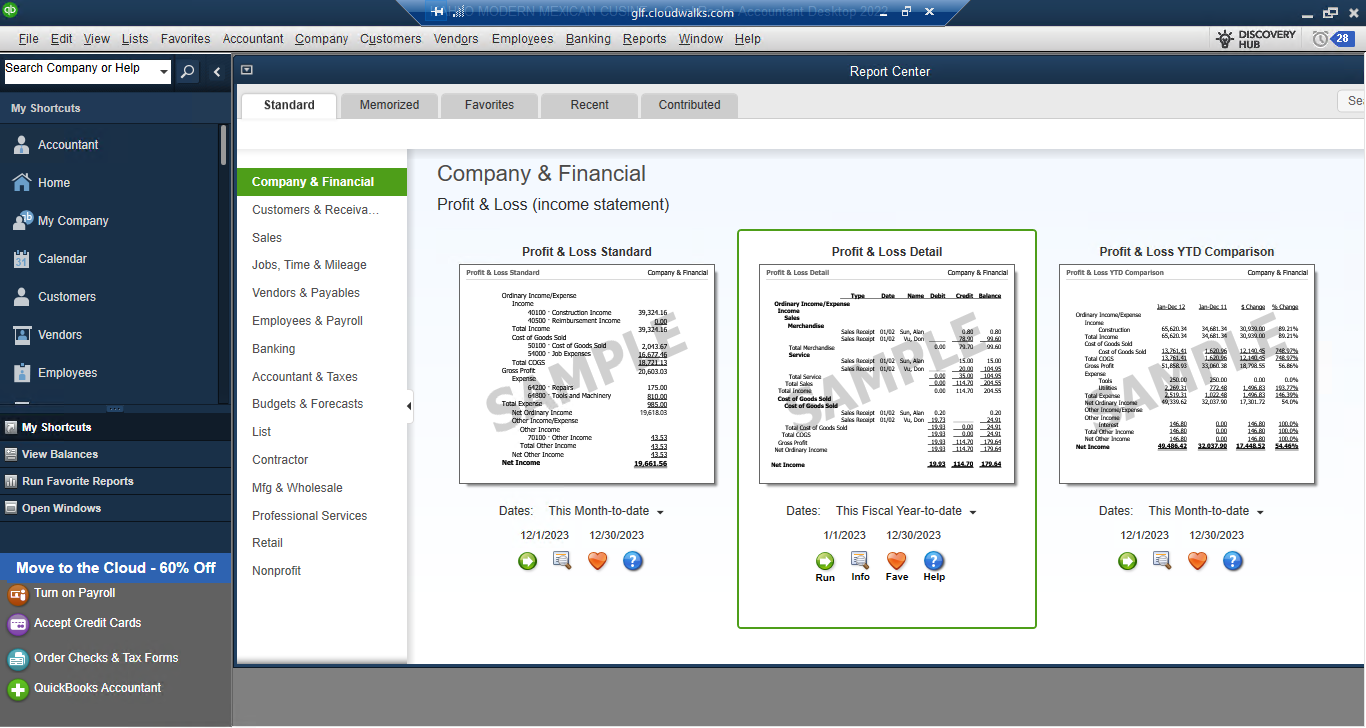 MODERN MEXICAN
glf.cloudwalks.com
Accountant Desktop 2022
File Edit View Lists Favorites Accountant Company Customers Vendors Employees Banking Reports Window Help
DISCOVERY
HUB
28
Search Company or Help
Report Center
My Shortcuts
Accountant
Home
My Company
Calendar
31
Customers
Vendors
Employees
My Shortcuts
View Balances
Run Favorite Reports
Open Windows
Move to the Cloud - 60% Off
Turn on Payroll
Accept Credit Cards
Order Checks & Tax Forms
QuickBooks Accountant
Standard Memorized Favorites Recent Contributed
Company & Financial
Customers & Receiva...
Sales
Jobs, Time & Mileage
Vendors & Payables
Employees & Payroll
Banking
Accountant & Taxes
Budgets & Forecasts
List
Contractor
Mfg & Wholesale
Professional Services
Retail
Nonprofit
Company & Financial
Profit & Loss (income statement)
Profit & Loss Standard
Profit & Loss Standard Company & Financial
Ordinary Income/Expense
Income
40100 · Construction Income 39,324.16
40500 · Reimbursement Income 0.00
Total Income 39,324.16
Cost of Goods Sold
50100 · Cost of Goods Sold 2,043.67
54000 · Job Expenses 16,677.46
Total COGS 18,721.13
Gross Profit 20,603.03
Expense
64200 · Repairs 175.00
64800 · Tools and Machinery 810.00
Total Expense 985.00
Net Ordinary Income 19,618.03
Other Income/Expense
Other Income
70100 · Other Income 43.53
Total Other Income 43.53
Net Other Income 43.53
Net Income 19,661.56
SAMPLE
Dates: This Month-to-date
12/1/2023 12/30/2023
Profit & Loss Detail
Profit & Loss Detail Company & Financial
Type Date Name Debit Credit Balance
Ordinary Income/Expense
Income
Sales
Merchandise
Sales Receipt 01/02 Sun, Alan 0.80 0.80
Sales Receipt 01/02 Vu, Don 78.90 99.60
Total Merchandise 0.00 79.70 99.60
Service
Sales Receipt 01/02 Sun, Alan 15.00 15.00
Sales Receipt 01/02 Vu, Don 20.00 104.95
Total Service 0.00 35.00 104.95
Total Sales 0.00 114.70 204.55
Total Income 0.00 114.70 204.55
Cost of Goods Sold
Cost of Goods Sold
Sales Receipt 01/02 Sun, Alan 0.20 0.20
Sales Receipt 01/02 Vu, Don 19.73 24.91
Total Cost of Goods Sold 19.93 0.00 24.91
Total COGS 19.93 0.00 24.91
Gross Profit 19.93 114.70 179.64
Net Ordinary Income 19.93 114.70 179.64
Net Income 19.93 114.70 179.64
SAMPLE
Dates: This Fiscal Year-to-date
1/1/2023 12/30/2023
Run Info Fave Help
Profit & Loss YTD Comparison
Profit & Loss YTD Comparison Company & Financial
Jan-Dec 12 Jan-Dec 11 $ Change % Change
Ordinary Income/Expense
Income
Construction 65,620.34 34,681.34 30,939.00 89.21%
Total Income 65,620.34 34,681.34 30,939.00 89.21%
Cost of Goods Sold
Cost of Goods Sold 13,761.41 1,620.96 12,140.45 748.97%
Total COGS 13,761.41 1,620.96 12,140.45 748.97%
Gross Profit 51,858.93 33,060.38 18,798.55 56.86%
Expense
Tools 250.00 250.00 0.00 0.0%
Utilities 2,269.31 772.48 1,496.83 193.77%
Total Expense 2,519.31 1,022.48 1,496.83 146.39%
Net Ordinary Income 49,339.62 32,037.90 17,301.72 54.0%
Other Income/Expense
Other Income
Interest 146.80 0.00 146.80 100.0%
Total Other Income 146.80 0.00 146.80 100.0%
Net Other Income 146.80 0.00 146.80 100.0%
Net Income 49,486.42 32,037.90 17,448.52 54.46%
SAMPLE
Dates: This Month-to-date
12/1/2023 12/30/2023